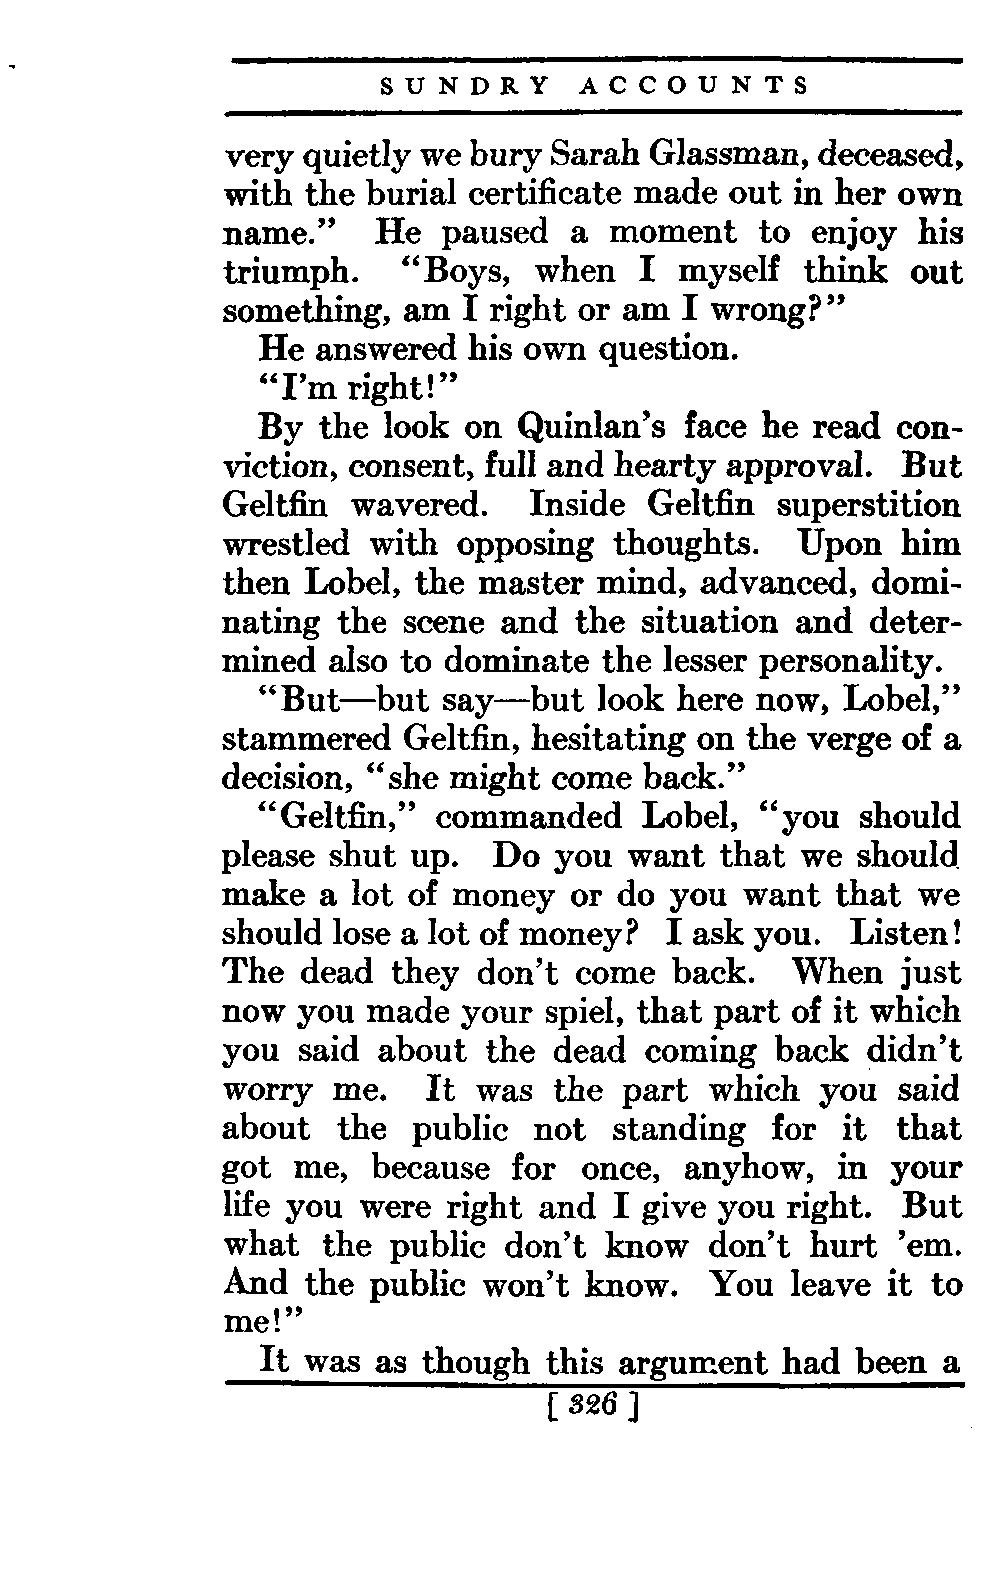 SUNDRY ACCOUNTS
very quietly we bury Sarah Glassman, deceased,
with the burial certificate made out in her own
name.” He paused a moment to enjoy his
triumph. “Boys, when I myself think out
something, am I right or am I wrong?”
He answered his own question.
“I’m right!”
By the look on Quinlan’s face he read con-
viction, consent, full and hearty approval. But
Geltfin wavered. Inside Geltfin superstition
wrestled with opposing thoughts. Upon him
then Lobel, the master mind, advanced, domi-
nating the scene and the situation and deter-
mined also to dominate the lesser personality.
“But—but say—but look here now, Lobel,”
stammered Geltfin, hesitating on the verge of a
decision, “she might come back.”
“Geltfin,” commanded Lobel, “you should
please shut up. Do you want that we should
make a lot of money or do you want that we
should lose a lot of money? I ask you. Listen!
The dead they don’t come back. When just
now you made your spiel, that part of it which
you said about the dead coming back didn’t
worry me. It was the part which you said
about the public not standing for it that
got me, because for once, anyhow, in your
life you were right and I give you right. But
what the public don’t know don’t hurt ’em.
And the public won’t know. You leave it to
me!”
It was as though this argument had been a
[ 326 ]